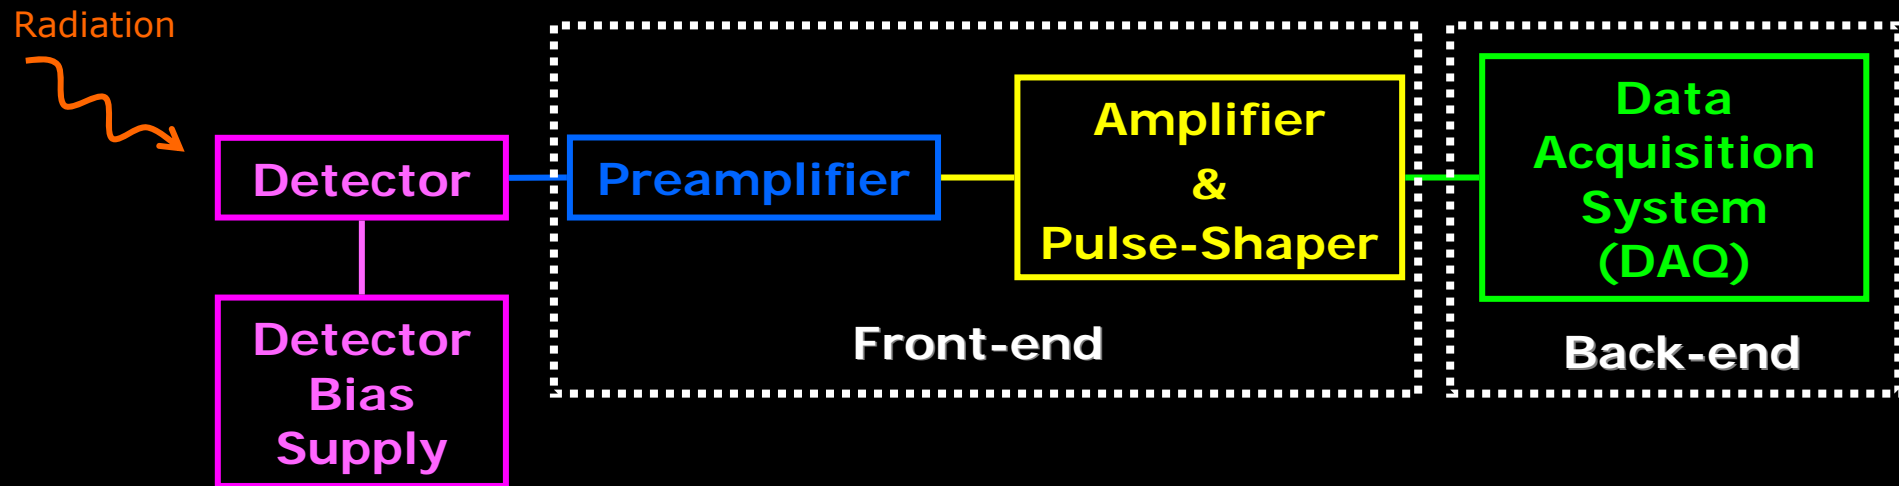 Radiation
Detector
Preamplifier
Amplifier
&
Pulse-Shaper
Data
Acquisition
System
(DAQ)
Detector
Bias
Supply
Front-end
Back-end